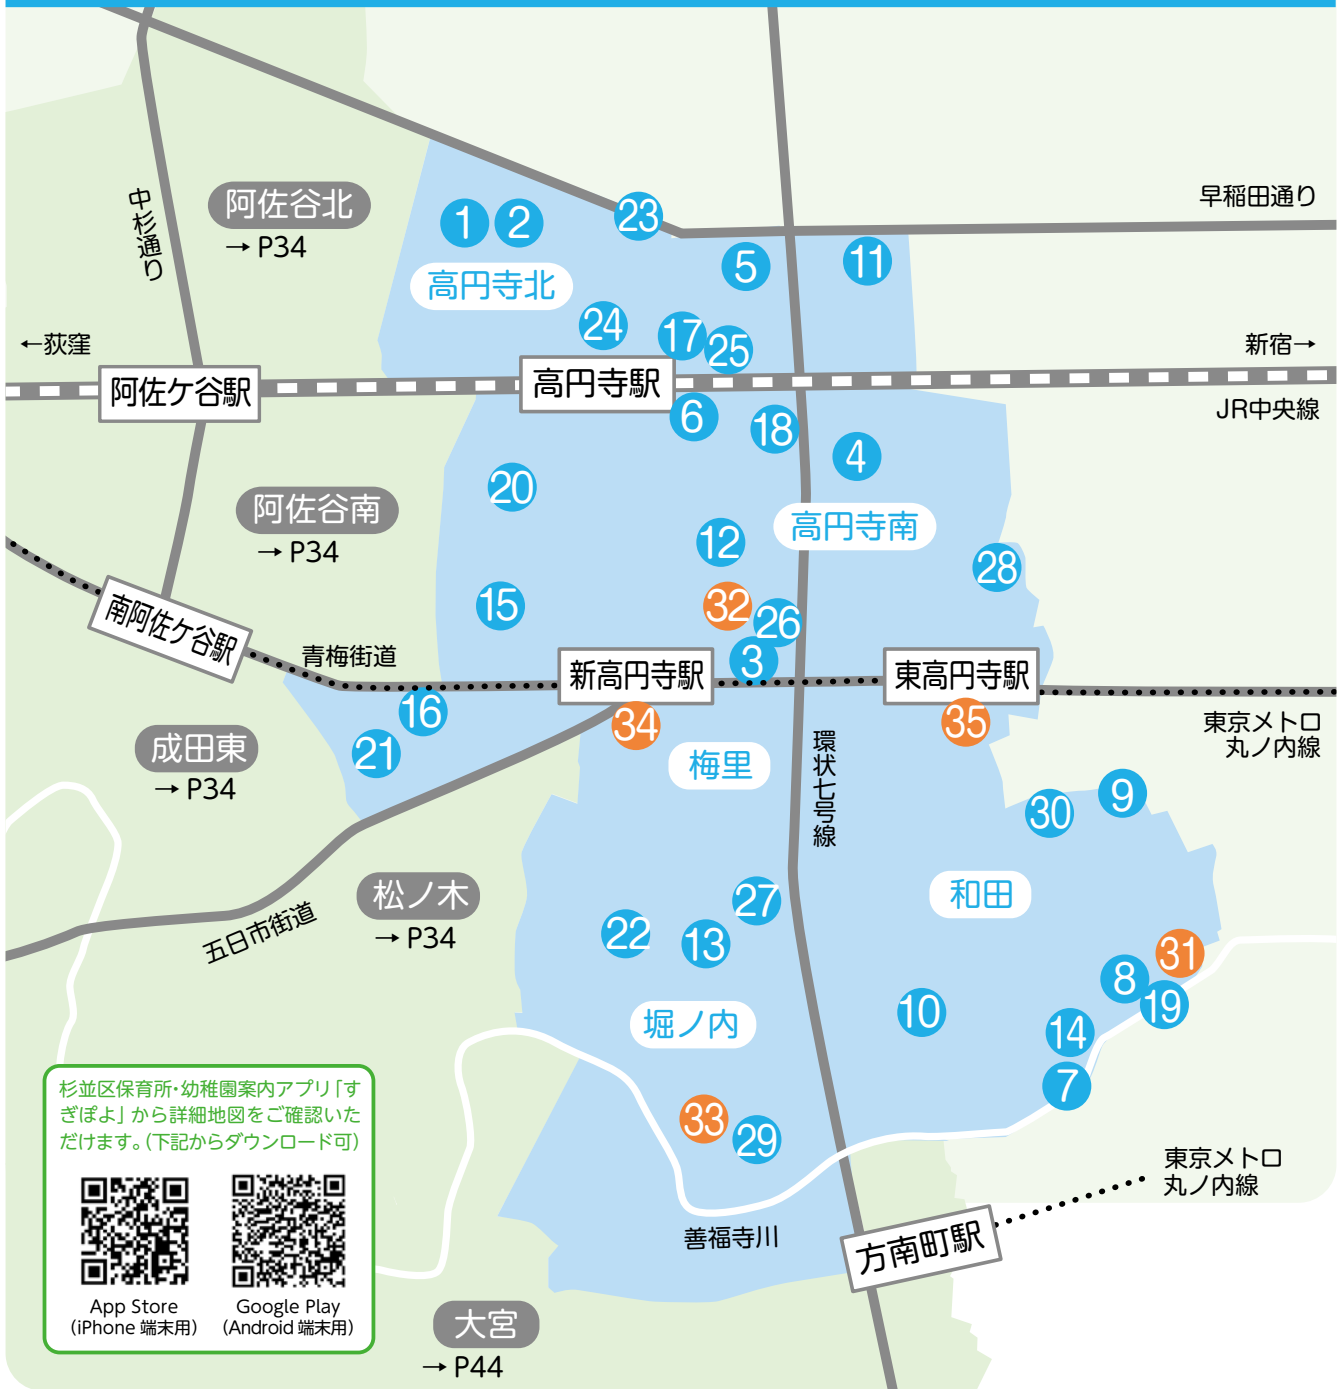 早稲田通り
中杉通り
阿佐谷北
→ P34
1
2
23
5
11
高円寺北
24
17
25
←荻窪
新宿→
阿佐ケ谷駅
高円寺駅
JR中央線
6
18
4
20
阿佐谷南
→ P34
12
高円寺南
28
15
32
26
南阿佐ケ谷駅
青梅街道
3
新高円寺駅
東高円寺駅
16
34
35
東京メトロ
丸ノ内線
成田東
→ P34
21
梅里
環状七号線
30
9
松ノ木
→ P34
五日市街道
27
和田
22
13
31
8
19
堀ノ内
10
14
7
33
29
杉並区保育所・幼稚園案内アプリ「す
ぎぽよ」から詳細地図をご確認いた
だけます。(下記からダウンロード可)
App Store
(iPhone 端末用)
Google Play
(Android 端末用)
善福寺川
東京メトロ
丸ノ内線
方南町駅
大宮
→ P44